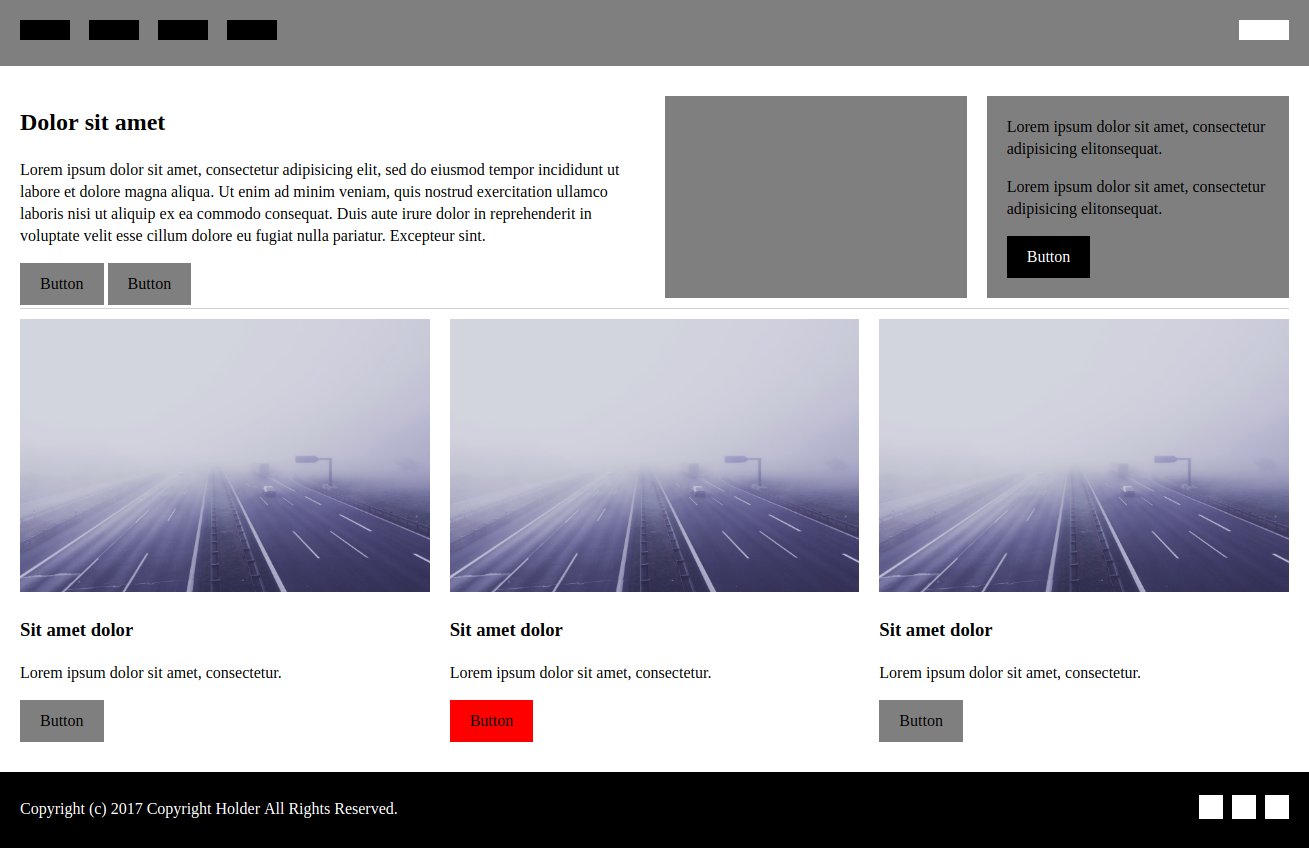 Dolor sit amet
Lorem ipsum dolor sit amet, consectetur adipisicing elit, sed do eiusmod tempor incididunt ut
labore et dolore magna aliqua. Ut enim ad minim veniam, quis nostrud exercitation ullamco
laboris nisi ut aliquip ex ea commodo consequat. Duis aute irure dolor in reprehenderit in
voluptate velit esse cillum dolore eu fugiat nulla pariatur. Excepteur sint.
Button
Button
Lorem ipsum dolor sit amet, consectetur
adipisicing elitonsequat.
Lorem ipsum dolor sit amet, consectetur
adipisicing elitonsequat.
Button
Sit amet dolor
Lorem ipsum dolor sit amet, consectetur.
Button
Sit amet dolor
Lorem ipsum dolor sit amet, consectetur.
Button
Sit amet dolor
Lorem ipsum dolor sit amet, consectetur.
Button
Copyright (c) 2017 Copyright Holder All Rights Reserved.